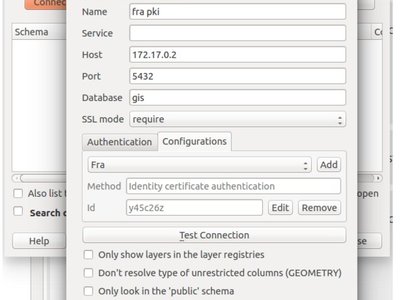 Connec
Name fra pki
Service
Schema
Host 172.17.0.2
Port 5432
Database gis
SSL mode require
Authentication Configurations
Fra Add
Method Identity certificate authentication
Also list t open
Id y45c26z Edit Remove
Search
Help Test Connection se
Only show layers in the layer registries
Don't resolve type of unrestricted columns (GEOMETRY)
Only look in the 'public' schema